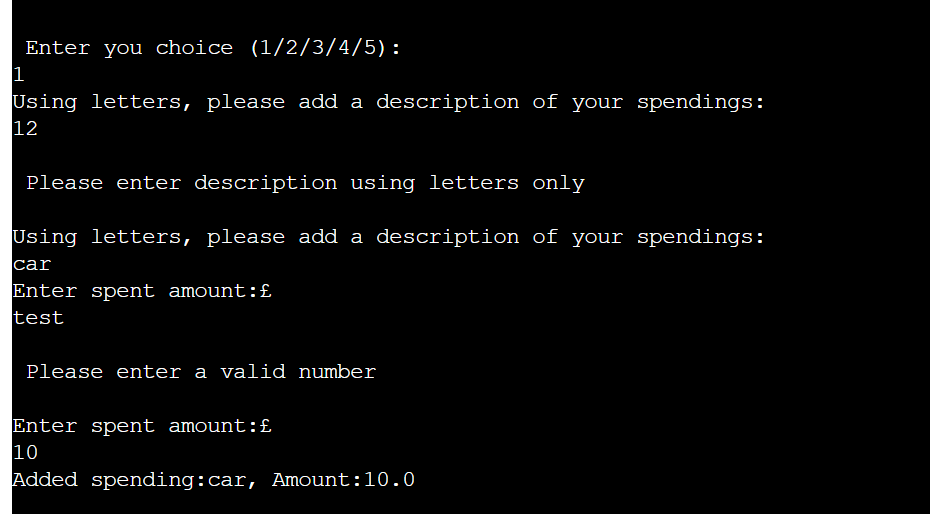 Enter you choice (1/2/3/4/5):
1
Using letters, please add a description of your spendings:
12
Please enter description using letters only
Using letters, please add a description of your spendings:
car
Enter spent amount:£
test
Please enter a valid number
Enter spent amount:£
10
Added spending:car, Amount:10.0